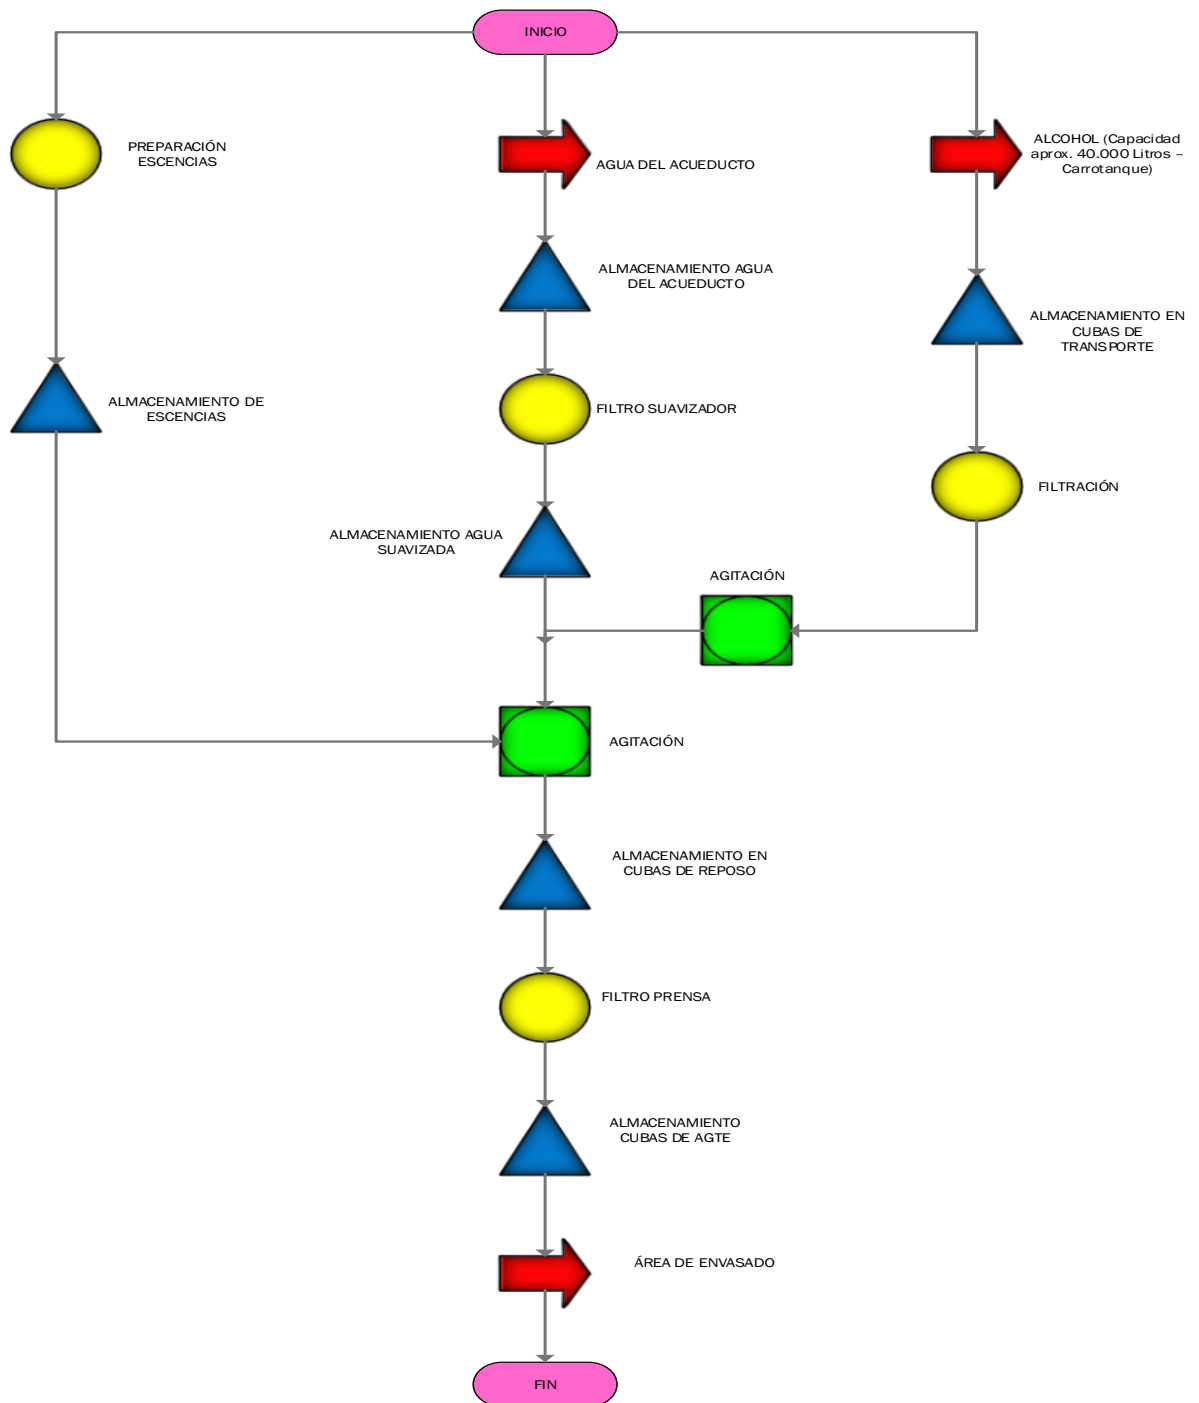 INICIO
PREPARACIÓN
ESCENCIAS
AGUA DEL ACUEDUCTO
ALCOHOL (Capacidad
aprox. 40.000 Litros –
Carrotanque)
ALMACENAMIENTO AGUA
DEL ACUEDUCTO
ALMACENAMIENTO EN
CUBAS DE
TRANSPORTE
ALMACENAMIENTO DE
ESCENCIAS
FILTRO SUAVIZADOR
FILTRACIÓN
ALMACENAMIENTO AGUA
SUAVIZADA
AGITACIÓN
AGITACIÓN
ALMACENAMIENTO EN
CUBAS DE REPOSO
FILTRO PRENSA
ALMACENAMIENTO
CUBAS DE AGTE
ÁREA DE ENVASADO
FIN